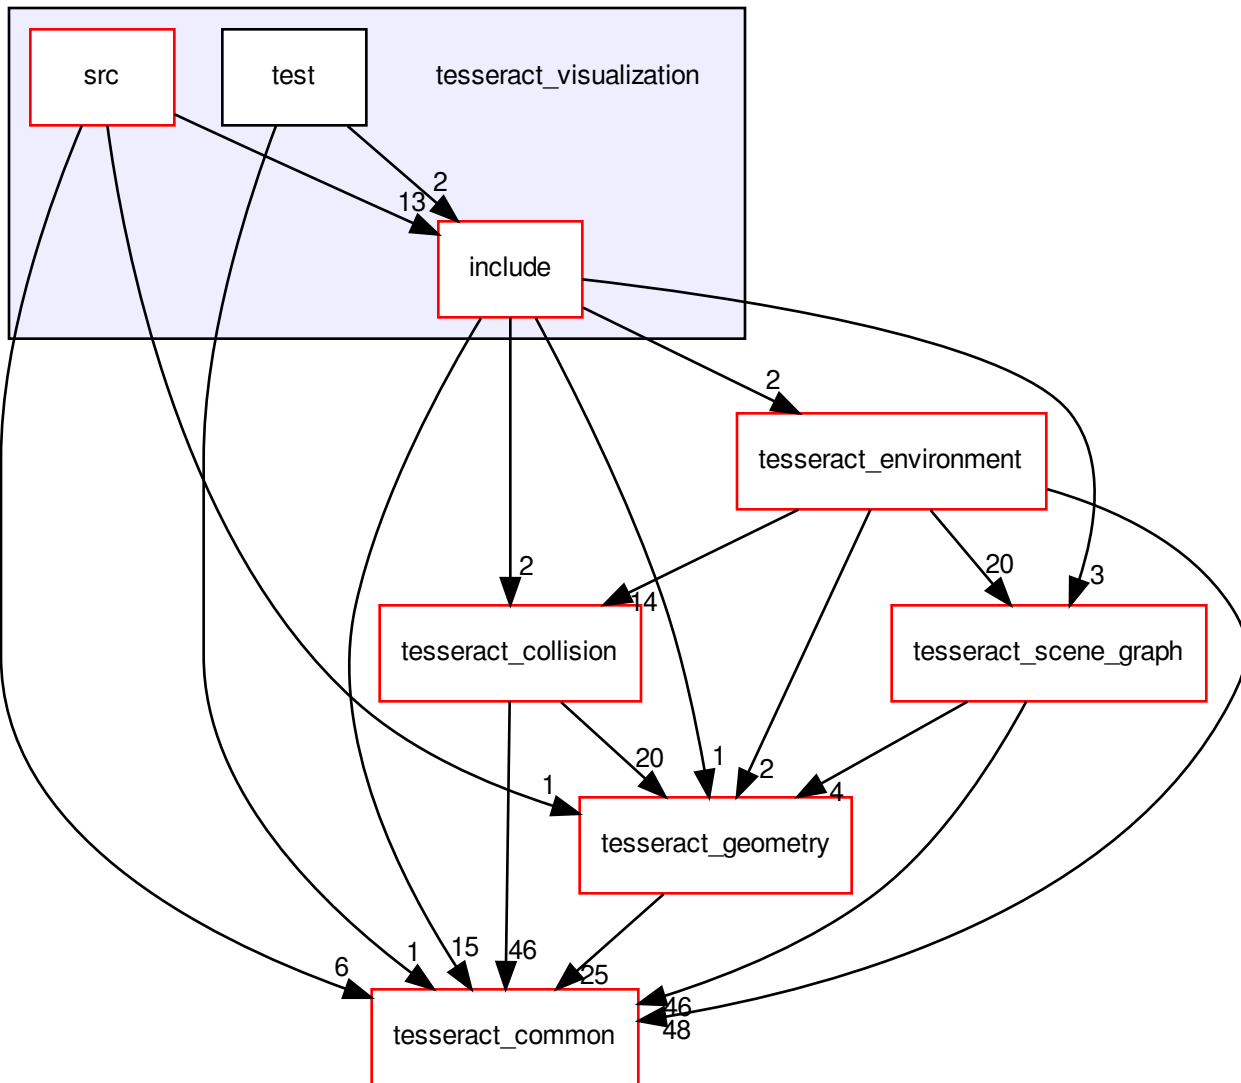 src
test
tesseract_visualization
2
13
include
2
tesseract_environment
2
20
3
14
tesseract_collision
tesseract_scene_graph
20
1
2
1
4
tesseract_geometry
15
46
1
6
25
46
tesseract_common
48